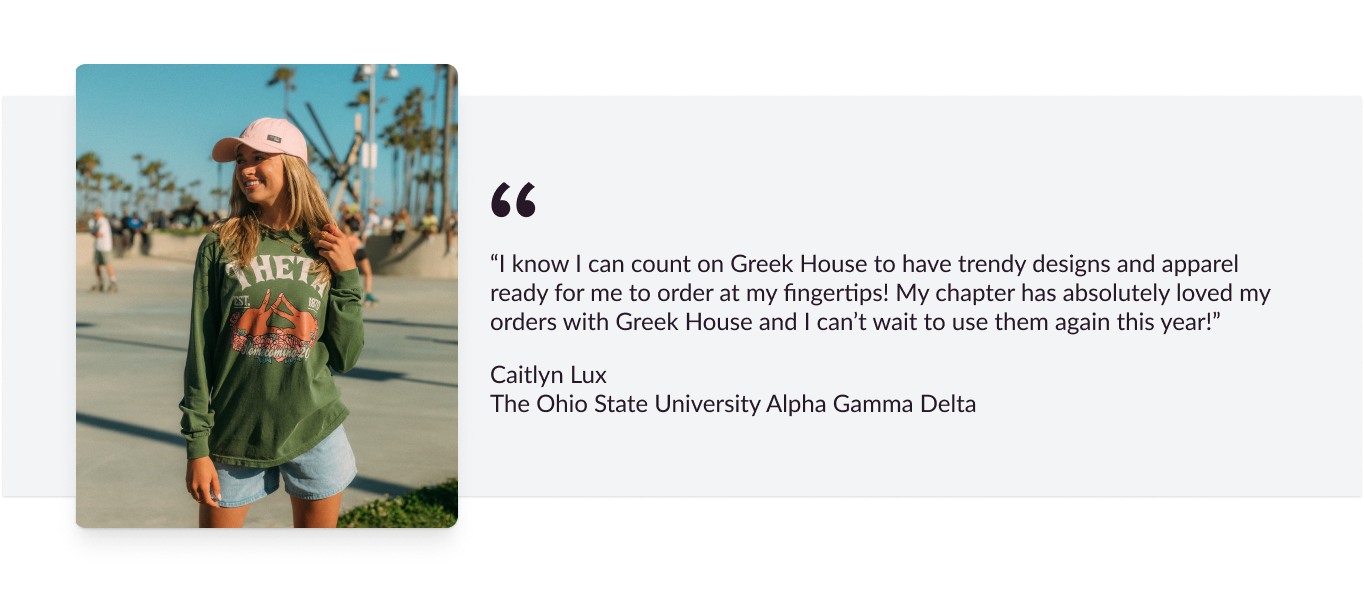 THETA
EST.
1870
Homecoming
“I know I can count on Greek House to have trendy designs and apparel
ready for me to order at my fingertips! My chapter has absolutely loved my
orders with Greek House and I can’t wait to use them again this year!”
Caitlyn Lux
The Ohio State University Alpha Gamma Delta